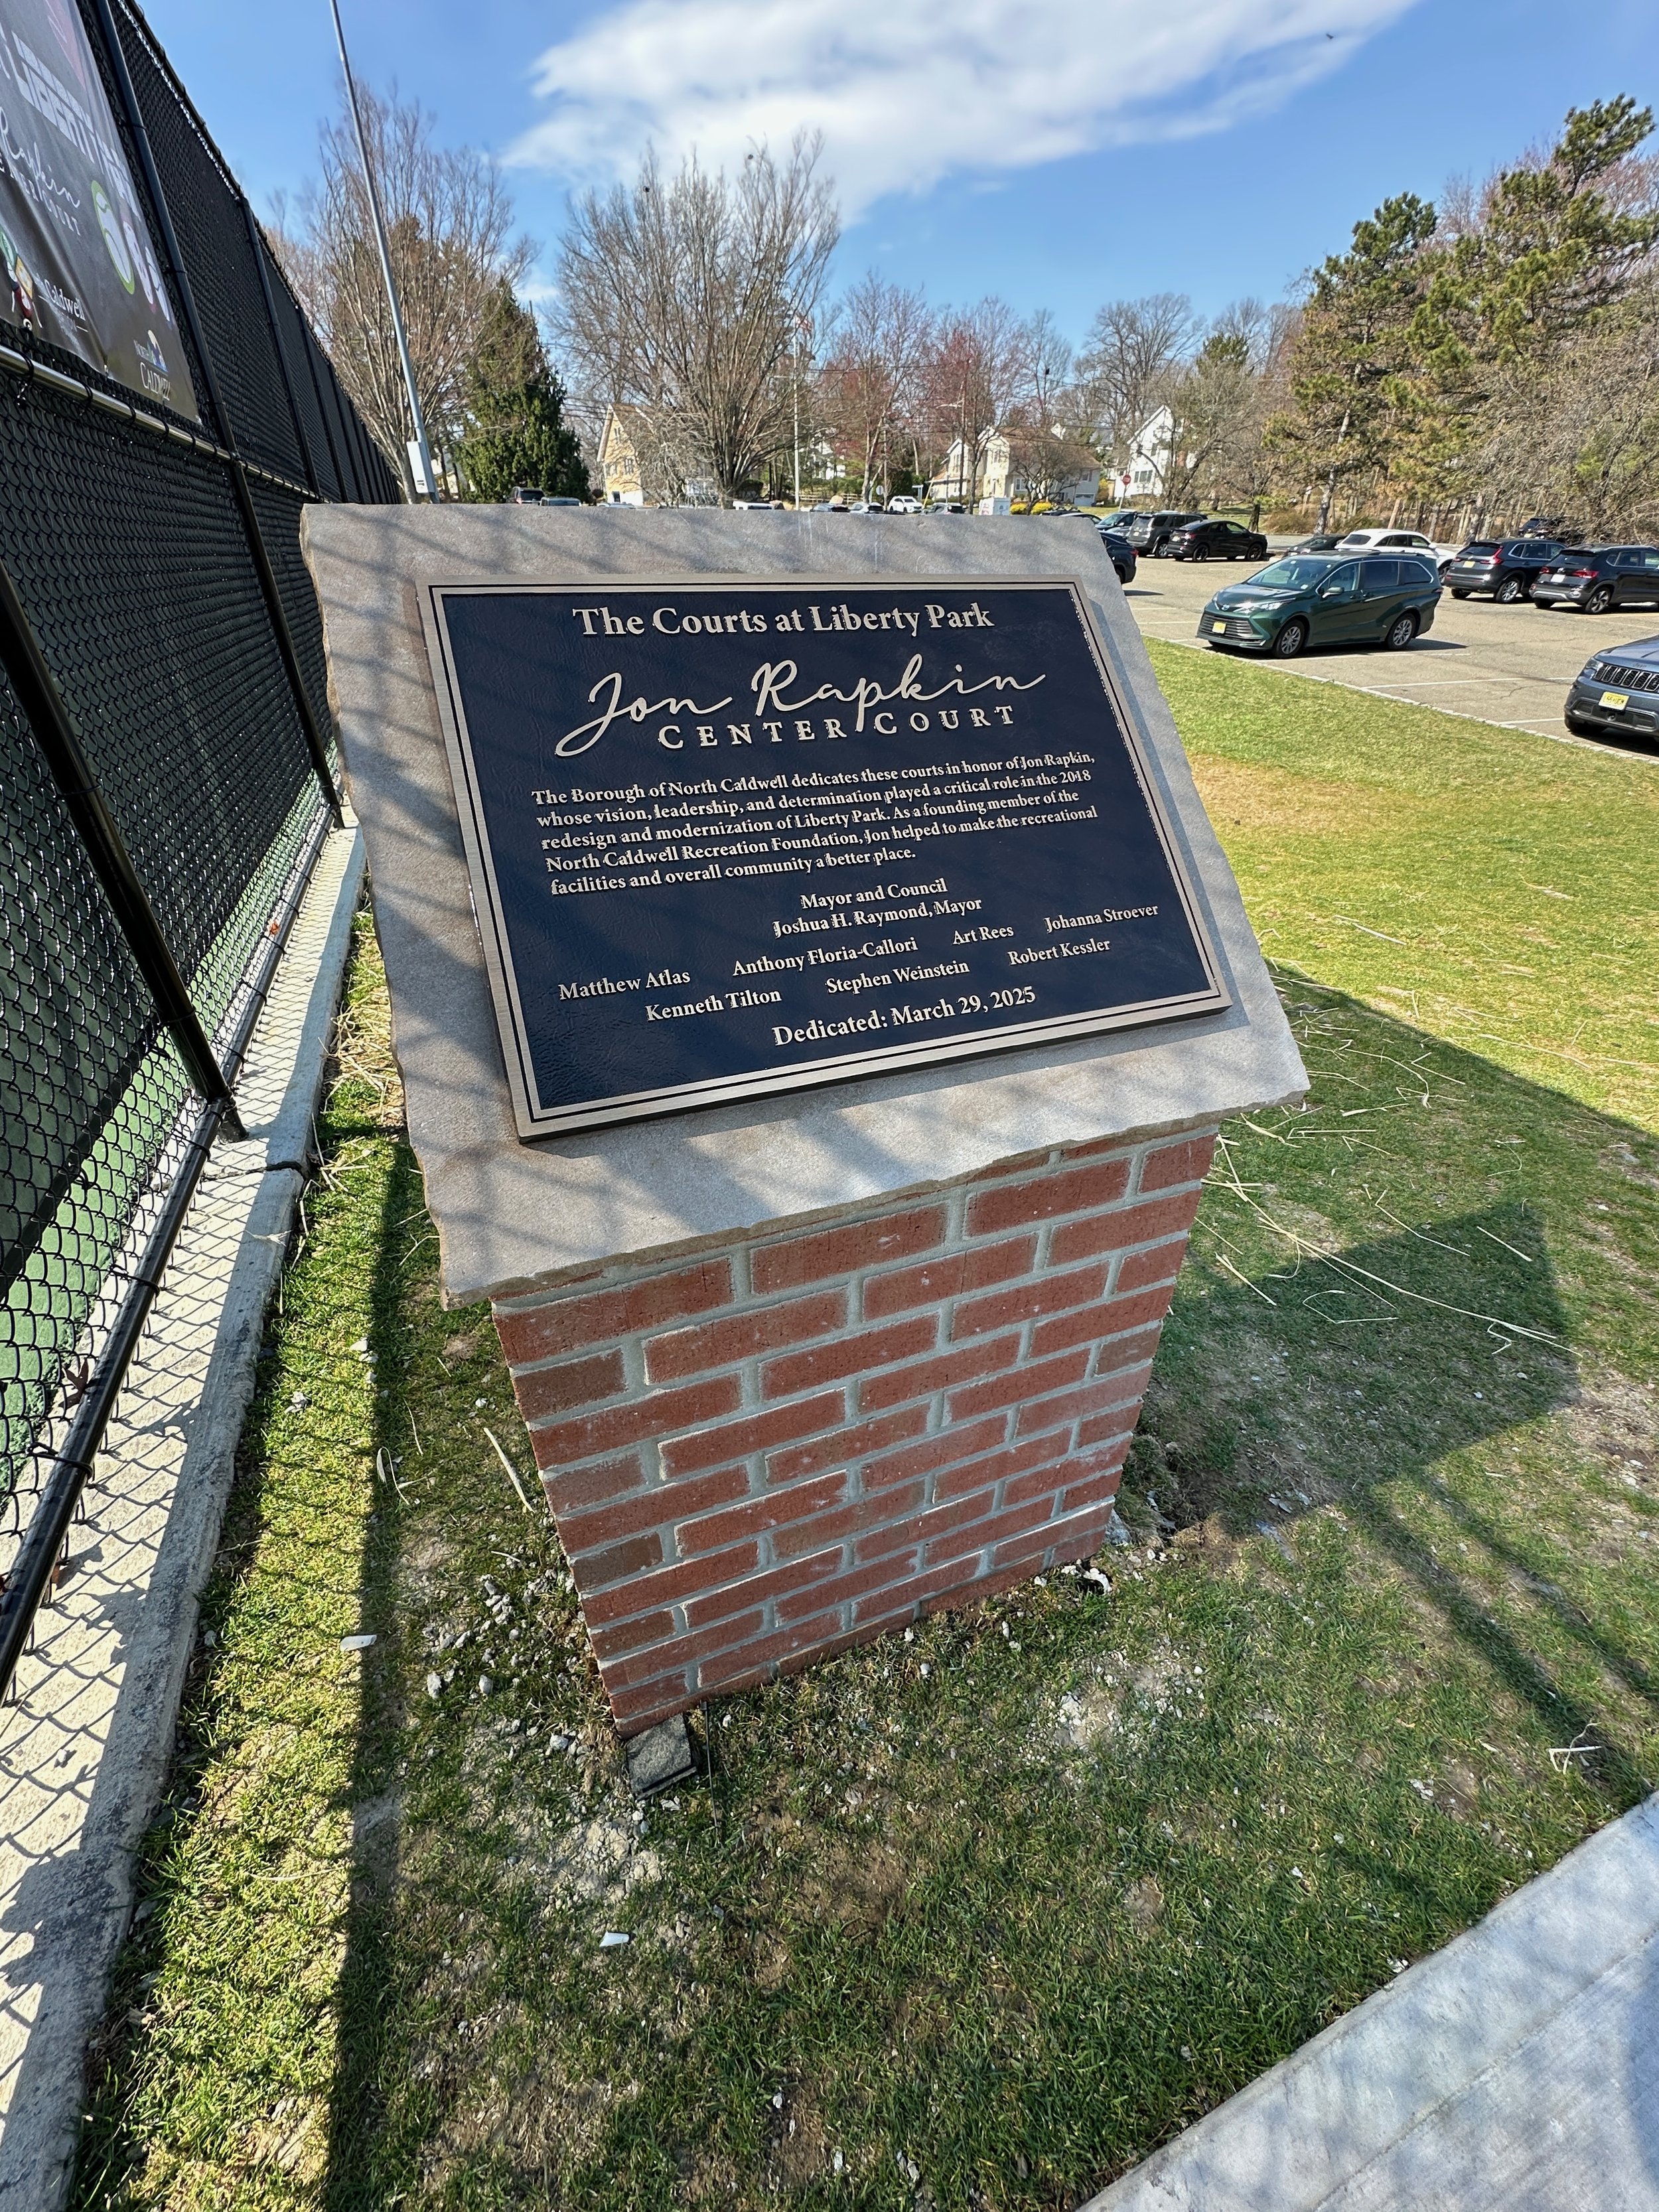 LIBERTY
Rapkin
Caldwell
CALDWELL
The Courts at Liberty Park
Jon Rapkin
CENTER COURT
The Borough of North Caldwell dedicates these courts in honor of Jon Rapkin,
whose vision, leadership, and determination played a critical role in the 2018
redesign and modernization of Liberty Park. As a founding member of the
North Caldwell Recreation Foundation, Jon helped to make the recreational
facilities and overall community a better place.
Mayor and Council
Joshua H. Raymond, Mayor
Matthew Atlas Anthony Floria-Callori Art Rees Johanna Stroever
Kenneth Tilton Stephen Weinstein Robert Kessler
Dedicated: March 29, 2025